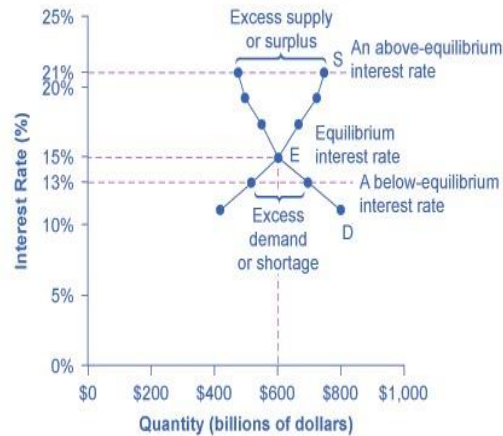 25%
Excess supply
or surplus
S
An above-equilibrium
interest rate
21%
20%
Interest Rate (%)
15%
E
Equilibrium
interest rate
13%
A below-equilibrium
interest rate
10%
Excess
demand
or shortage
D
5%
0%
$0
$200
$400
$600
$800
$1,000
Quantity (billions of dollars)